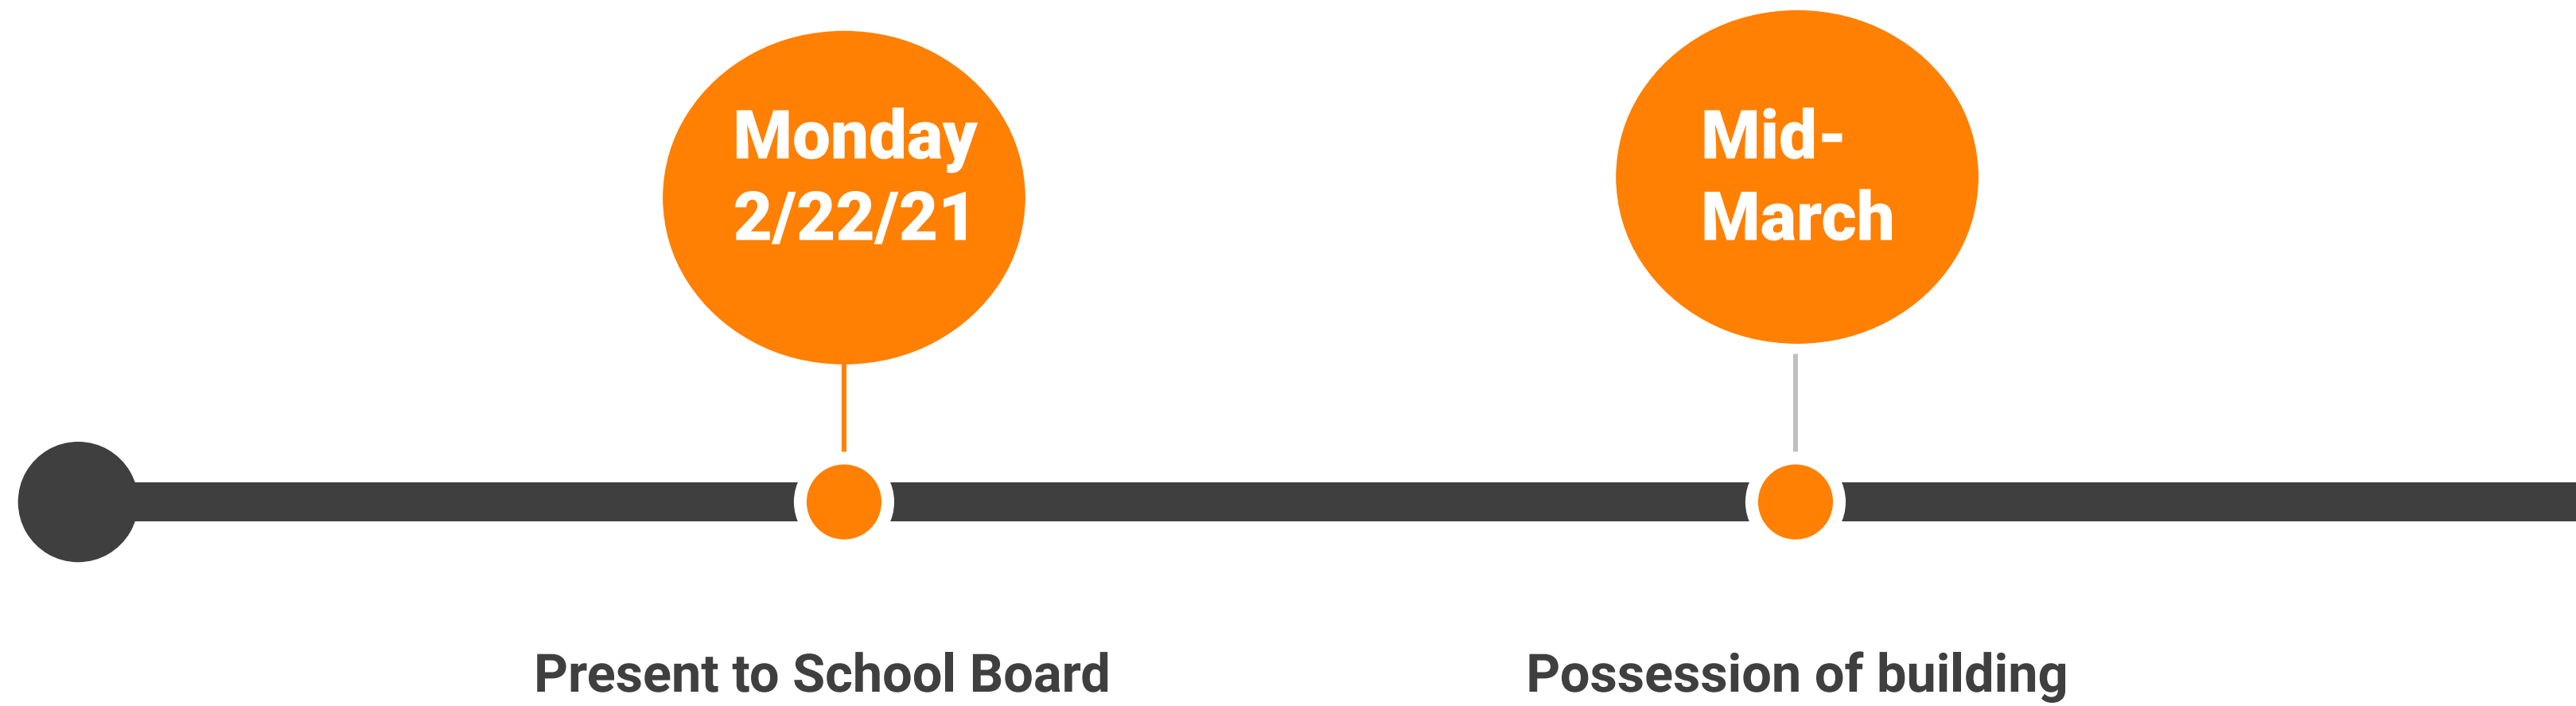 Monday
2/22/21
Mid-
March
Present to School Board
Possession of building